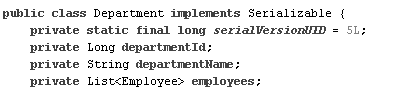 public class Department implements Serializable {
private static final long serialVersionUID = 5L;
private Long departmentId;
private String departmentName;
private List<Employee> employees;